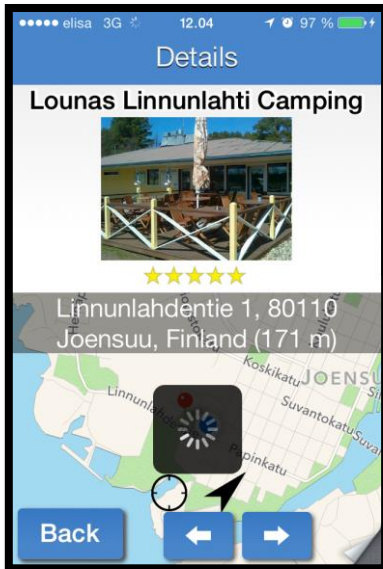 elisa 3G 12.04 97 %
Details
Lounas Linnunlahti Camping
Linnunlahdentie 1, 80110
Joensuu, Finland (171 m)
Koskikatu
JOENSU
Suvantokatu
Papinkatu
Back